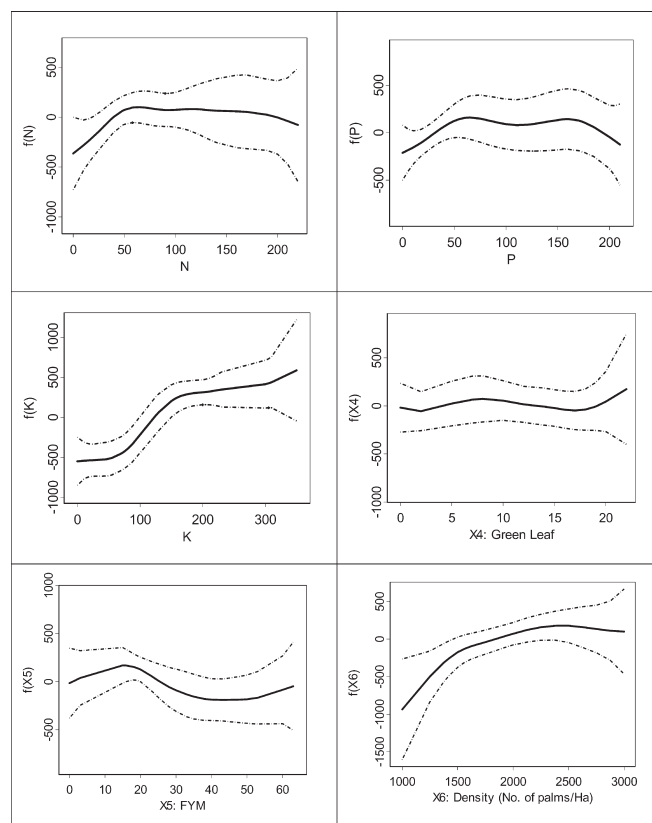 f(N)
500
0
-500
-1000
0 50 100 150 200
N
f(P)
500
0
-500
0 50 100 150 200
P
f(K)
1000
500
0
-500
-1000
0 100 200 300
K
f(X4)
500
0
-500
-1000
0 5 10 15 20
X4: Green Leaf
f(X5)
1000
500
0
-500
0 10 20 30 40 50 60
X5: FYM
f(X6)
500
0
-500
-1000
-1500
1000 1500 2000 2500 3000
X6: Density (No. of palms/Ha)